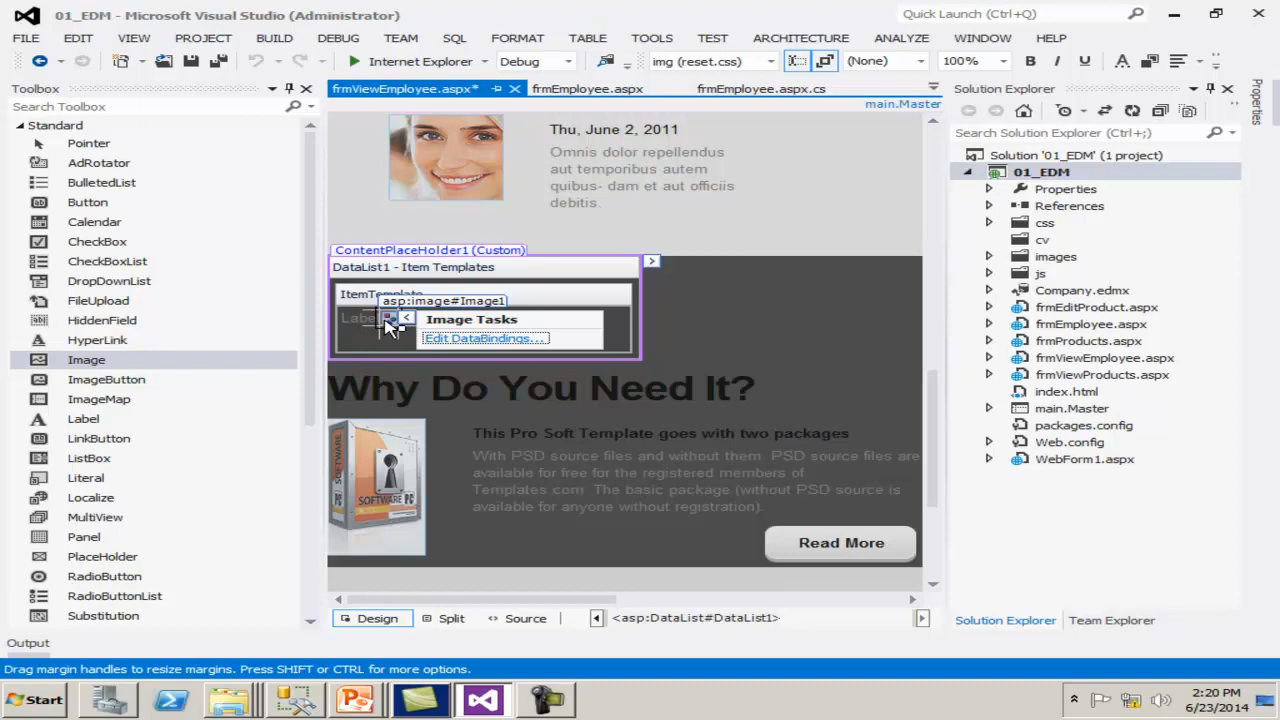 01_EDM - Microsoft Visual Studio (Administrator)
Quick Launch (Ctrl+Q)
FILE EDIT VIEW PROJECT BUILD DEBUG TEAM SQL FORMAT TABLE TOOLS TEST ARCHITECTURE ANALYZE WINDOW HELP
Internet Explorer Debug img (reset.css) (None) 100% B I U A
Toolbox
frmViewEmployee.aspx* frmEmployee.aspx frmEmployee.aspx.cs
Solution Explorer
Properties
Search Toolbox
main.Master
Search Solution Explorer (Ctrl+;)
Standard
Pointer
AdRotator
BulletedList
Button
Calendar
CheckBox
CheckBoxList
DropDownList
FileUpload
HiddenField
HyperLink
Image
ImageButton
ImageMap
Label
LinkButton
ListBox
Literal
Localize
MultiView
Panel
PlaceHolder
RadioButton
RadioButtonList
Substitution
Thu, June 2, 2011
Omnis dolor repellendus
aut temporibus autem
quibus- dam et aut officiis
debitis.
ContentPlaceHolder1 (Custom)
DataList1 - Item Templates
ItemTemplate
asp:image#Image1
Image Tasks
Edit DataBindings...
Why Do You Need It?
SOFTWARE
This Pro Soft Template goes with two packages
With PSD source files and without them. PSD source files are
available for free for the registered members of
Templates.com. The basic package (without PSD source is
available for anyone without registration).
Read More
Solution '01_EDM' (1 project)
01_EDM
Properties
References
css
cv
images
js
Company.edmx
frmEditProduct.aspx
frmEmployee.aspx
frmProducts.aspx
frmViewEmployee.aspx
frmViewProducts.aspx
index.html
main.Master
packages.config
Web.config
WebForm1.aspx
Design Split Source <asp:DataList#DataList1>
Solution Explorer Team Explorer
Output
Drag margin handles to resize margins. Press SHIFT or CTRL for more options.
Start
2:20 PM
6/23/2014